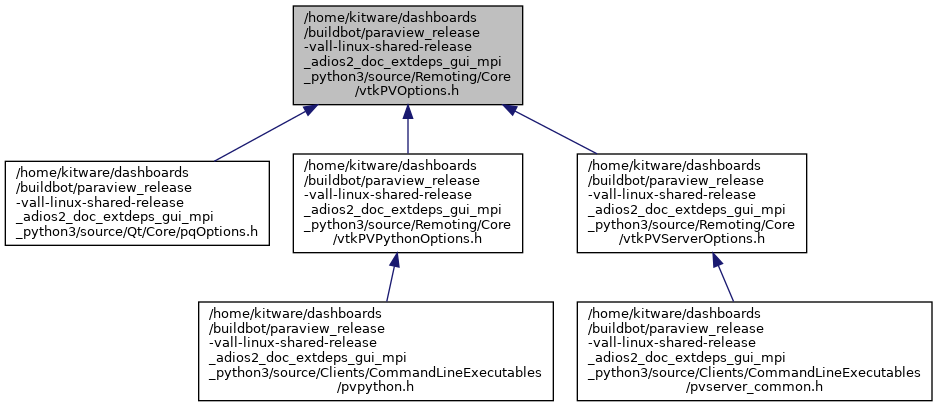 /home/kitware/dashboards
/buildbot/paraview_release
-vall-linux-shared-release
_adios2_doc_extdeps_gui_mpi
_python3/source/Remoting/Core
/vtkPVOptions.h
/home/kitware/dashboards
/buildbot/paraview_release
-vall-linux-shared-release
_adios2_doc_extdeps_gui_mpi
_python3/source/Qt/Core/pqOptions.h
/home/kitware/dashboards
/buildbot/paraview_release
-vall-linux-shared-release
_adios2_doc_extdeps_gui_mpi
_python3/source/Remoting/Core
/vtkPVPythonOptions.h
/home/kitware/dashboards
/buildbot/paraview_release
-vall-linux-shared-release
_adios2_doc_extdeps_gui_mpi
_python3/source/Remoting/Core
/vtkPVServerOptions.h
/home/kitware/dashboards
/buildbot/paraview_release
-vall-linux-shared-release
_adios2_doc_extdeps_gui_mpi
_python3/source/Clients/CommandLineExecutables
/pvpython.h
/home/kitware/dashboards
/buildbot/paraview_release
-vall-linux-shared-release
_adios2_doc_extdeps_gui_mpi
_python3/source/Clients/CommandLineExecutables
/pvserver_common.h